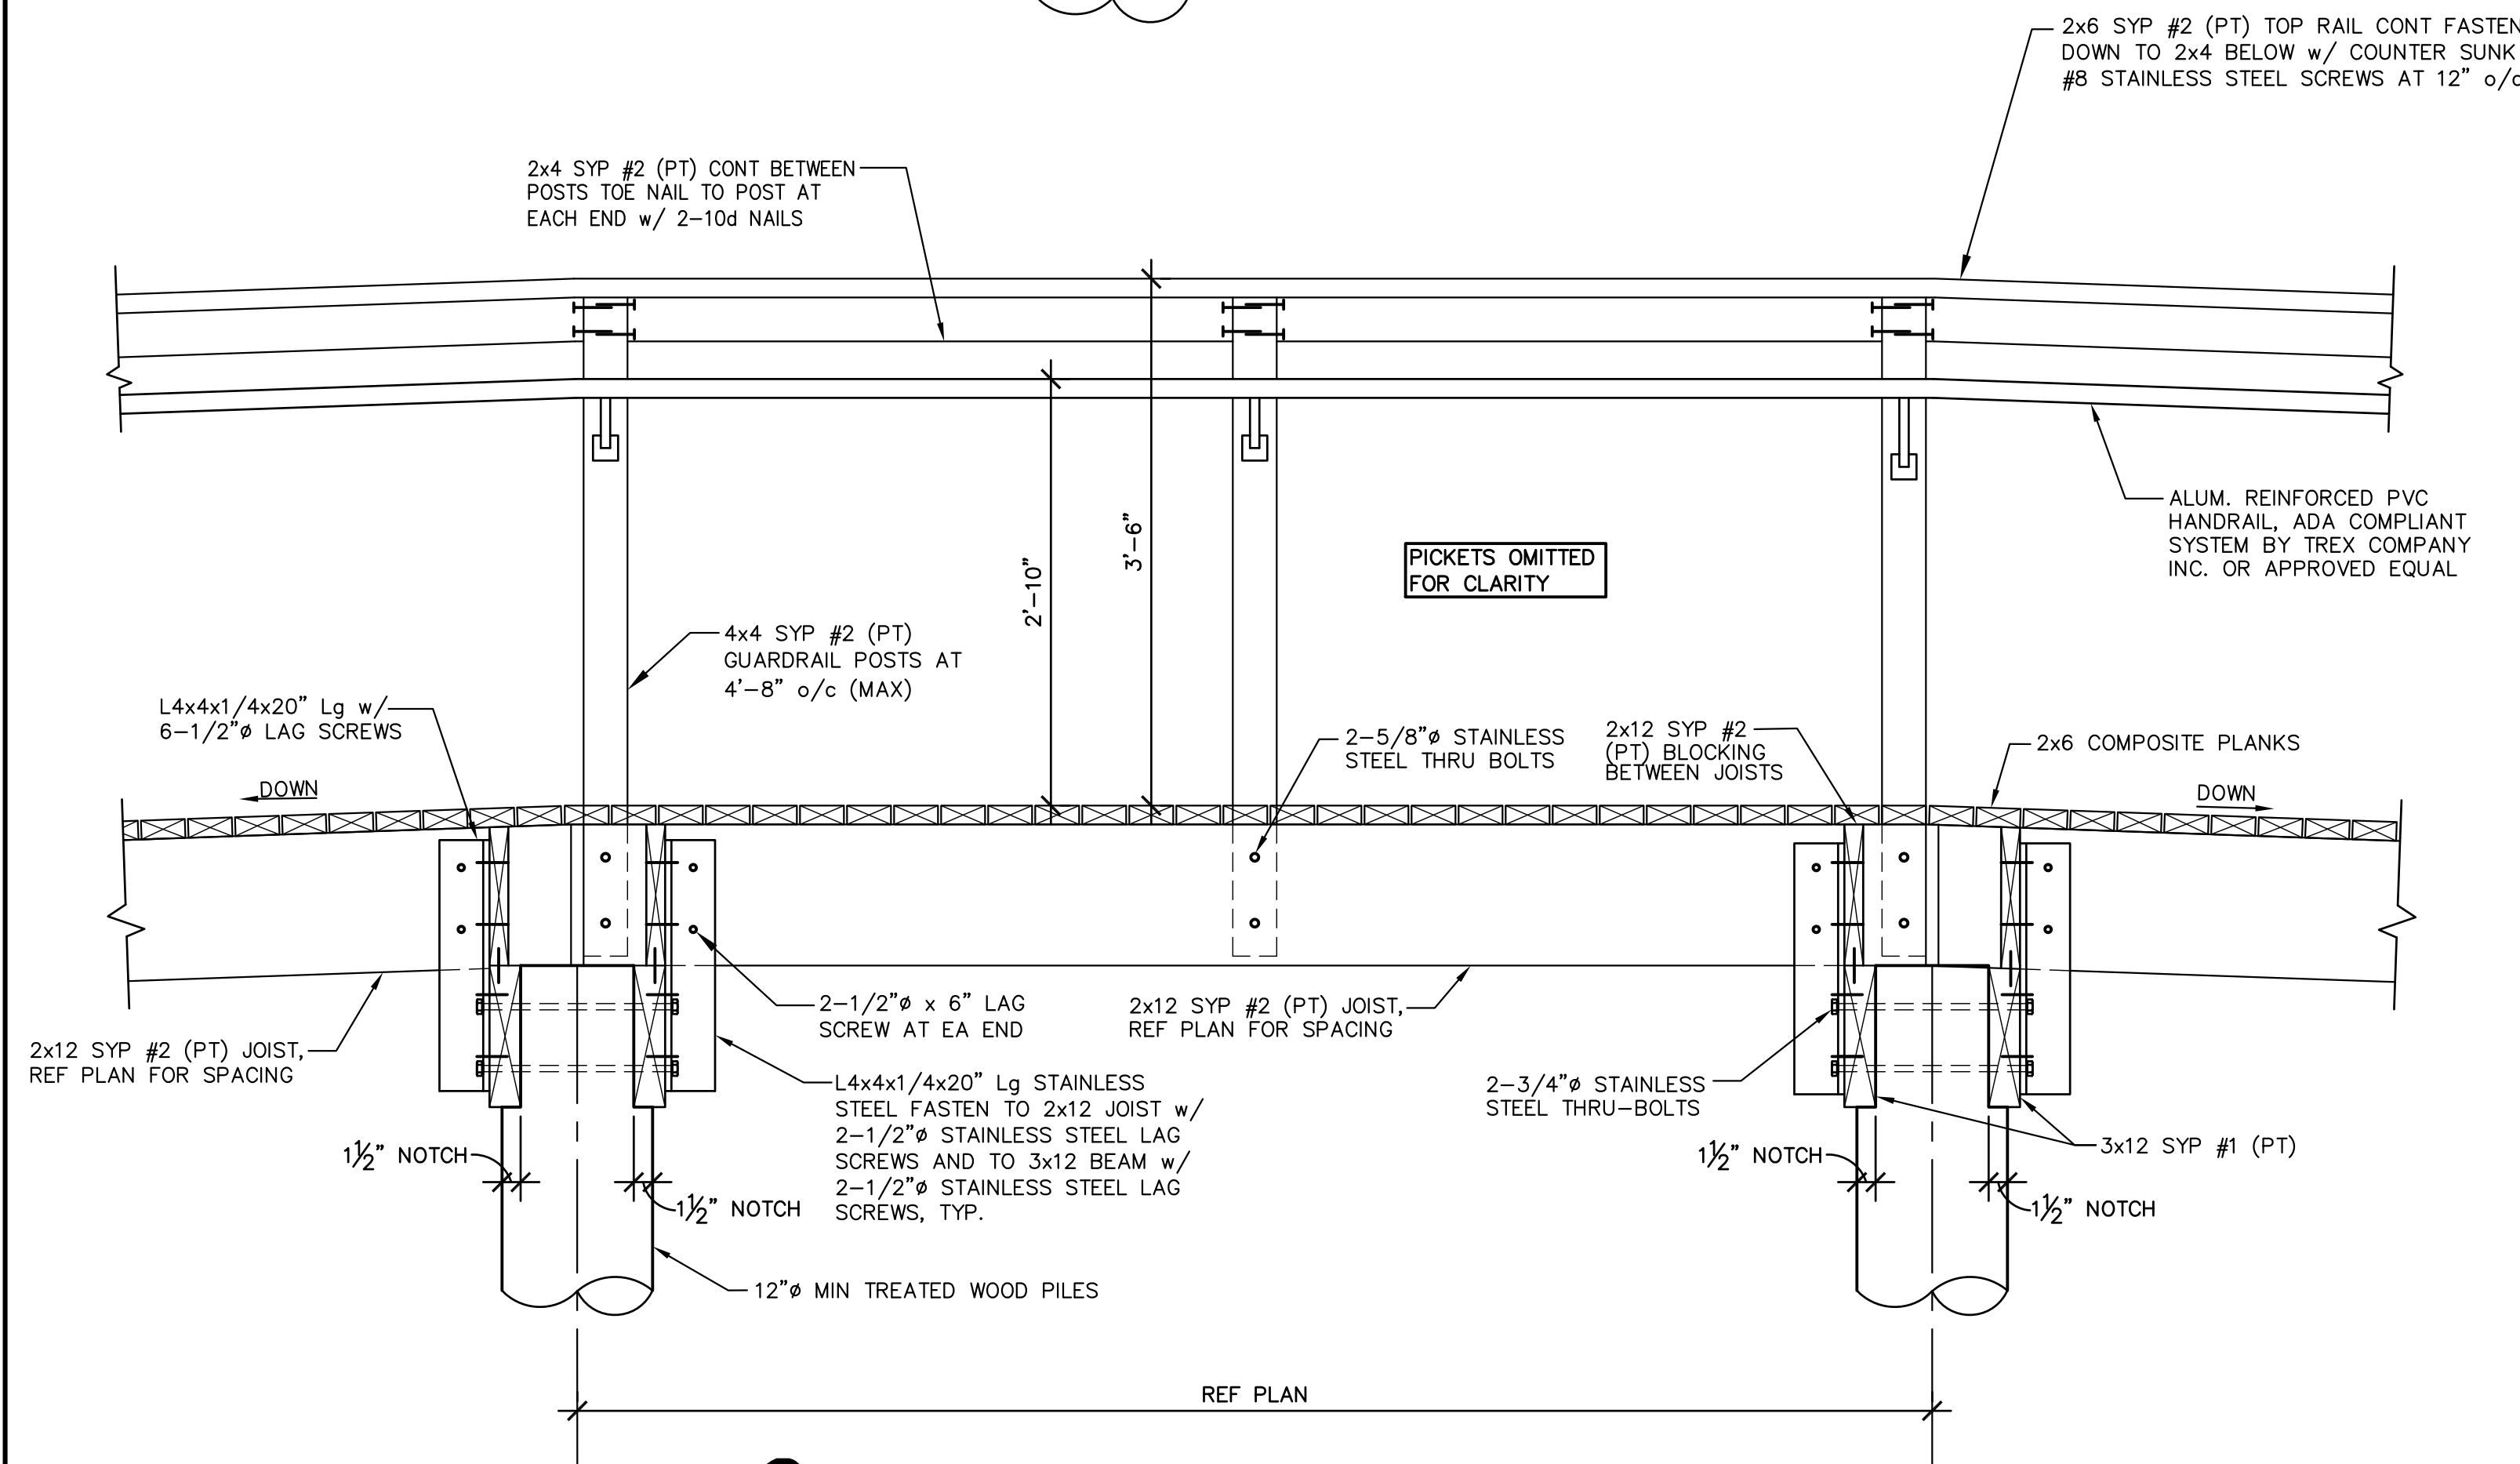 2x6 SYP #2 (PT) TOP RAIL CONT FASTEN
DOWN TO 2x4 BELOW w/ COUNTER SUNK
#8 STAINLESS STEEL SCREWS AT 12" o/c
2x4 SYP #2 (PT) CONT BETWEEN
POSTS TOE NAIL TO POST AT
EACH END w/ 2-10d NAILS
ALUM. REINFORCED PVC
HANDRAIL, ADA COMPLIANT
SYSTEM BY TREX COMPANY
INC. OR APPROVED EQUAL
3'-6"
2'-10"
PICKETS OMITTED
FOR CLARITY
4x4 SYP #2 (PT)
GUARDRAIL POSTS AT
4'-8" o/c (MAX)
L4x4x1/4x20" Lg w/
6-1/2"ø LAG SCREWS
2-5/8"ø STAINLESS
STEEL THRU BOLTS
2x12 SYP #2
(PT) BLOCKING
BETWEEN JOISTS
2x6 COMPOSITE PLANKS
DOWN
DOWN
2-1/2"ø x 6" LAG
SCREW AT EA END
2x12 SYP #2 (PT) JOIST,
REF PLAN FOR SPACING
2x12 SYP #2 (PT) JOIST,
REF PLAN FOR SPACING
L4x4x1/4x20" Lg STAINLESS
STEEL FASTEN TO 2x12 JOIST w/
2-1/2"ø STAINLESS STEEL LAG
SCREWS AND TO 3x12 BEAM w/
2-1/2"ø STAINLESS STEEL LAG
SCREWS, TYP.
2-3/4"ø STAINLESS
STEEL THRU-BOLTS
3x12 SYP #1 (PT)
1½" NOTCH
1½" NOTCH
1½" NOTCH
1½" NOTCH
12"ø MIN TREATED WOOD PILES
REF PLAN